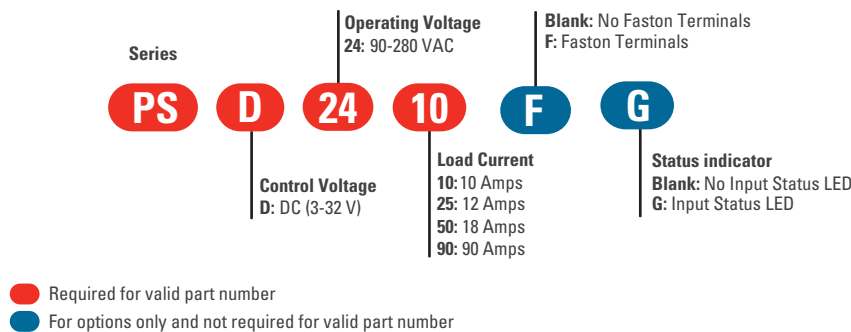 Operating Voltage
24: 90-280 VAC
Blank: No Faston Terminals
F: Faston Terminals
Series
PS D 24 10 F G
Control Voltage
D: DC (3-32 V)
Load Current
10: 10 Amps
25: 12 Amps
50: 18 Amps
90: 90 Amps
Status indicator
Blank: No Input Status LED
G: Input Status LED
Required for valid part number
For options only and not required for valid part number